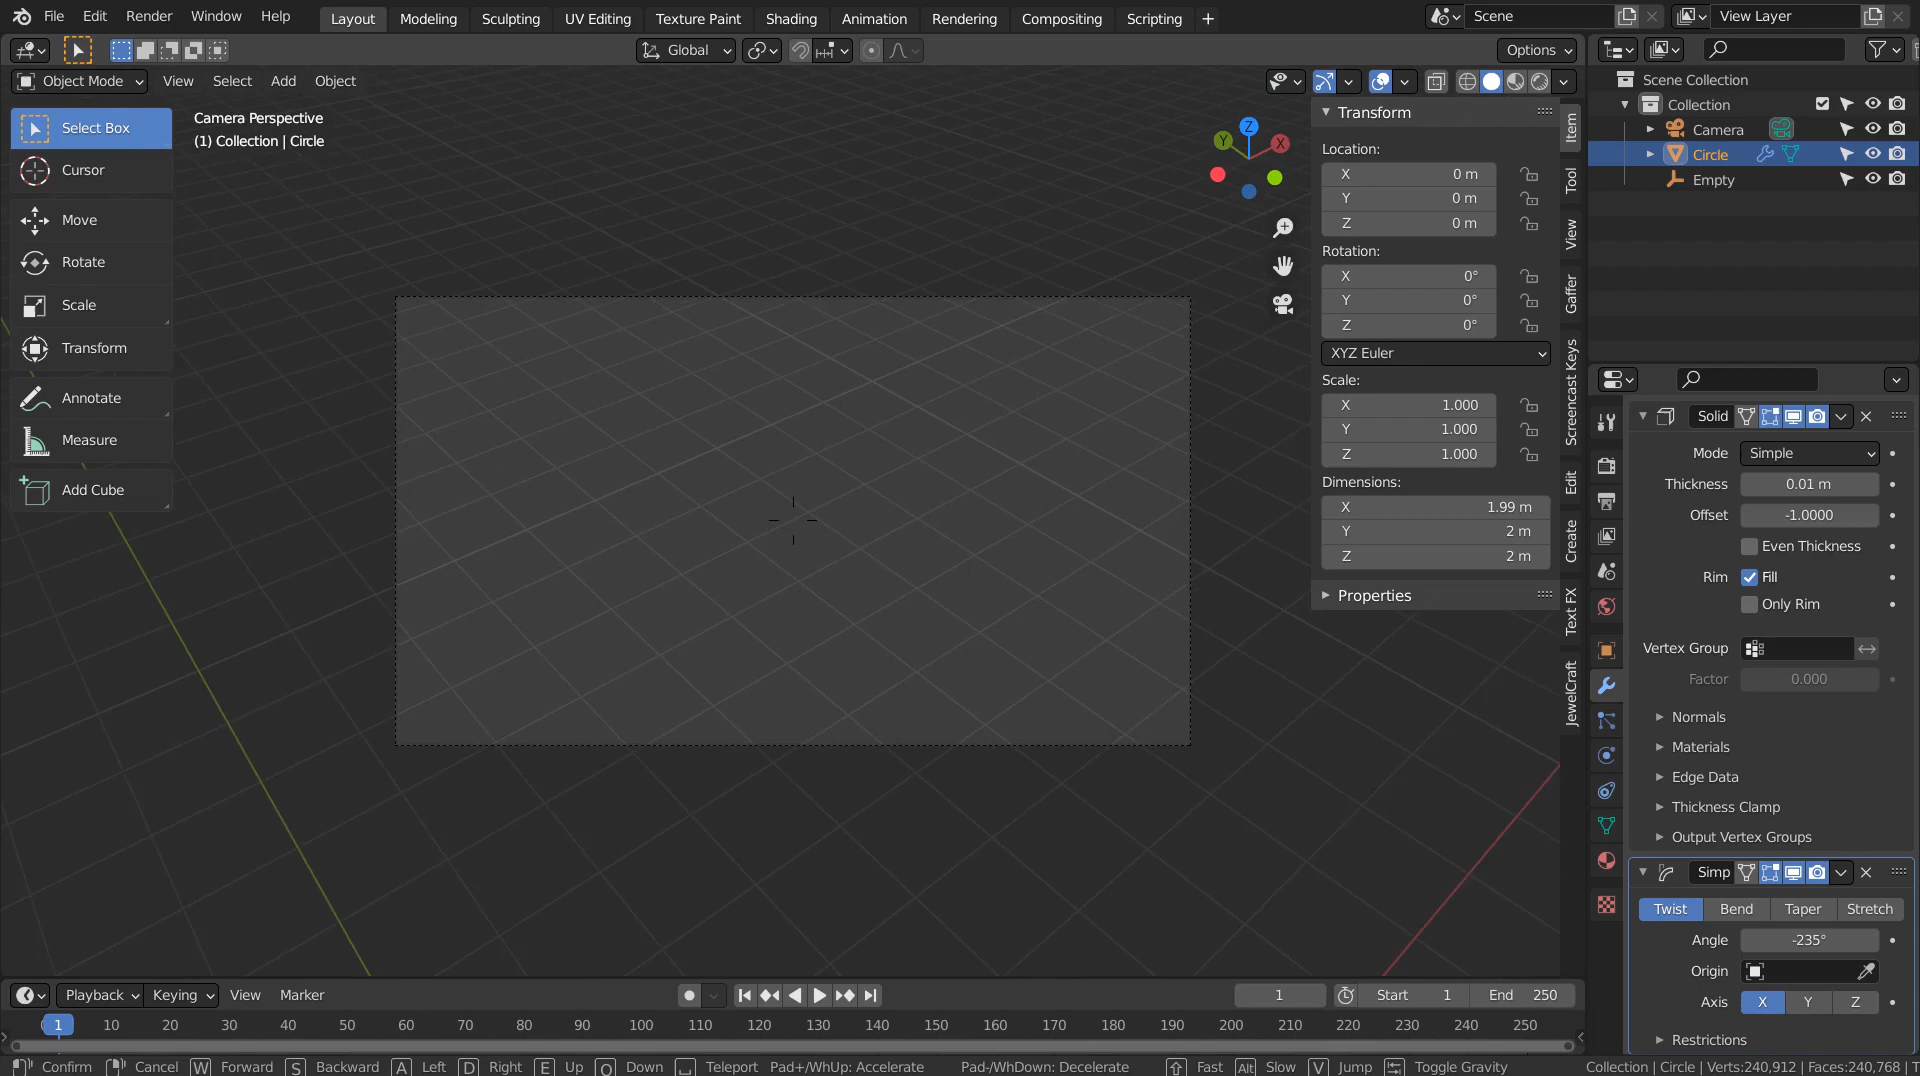 File Edit Render Window Help Layout Modeling Sculpting UV Editing Texture Paint Shading Animation Rendering Compositing Scripting + Scene View Layer
Global Options
Object Mode View Select Add Object
Select Box
Cursor
Move
Rotate
Scale
Transform
Annotate
Measure
Add Cube
Camera Perspective
(1) Collection | Circle
Z
Y
X
Transform
Location:
X 0 m
Y 0 m
Z 0 m
Rotation:
X 0°
Y 0°
Z 0°
XYZ Euler
Scale:
X 1.000
Y 1.000
Z 1.000
Dimensions:
X 1.99 m
Y 2 m
Z 2 m
Properties
Item
Tool
View
Gaffer
Screencast Keys
Edit
Create
Text FX
JewelCraft
Scene Collection
Collection
Camera
Circle
Empty
Solid
Mode Simple
Thickness 0.01 m
Offset -1.0000
Even Thickness
Rim Fill
Only Rim
Vertex Group
Factor 0.000
Normals
Materials
Edge Data
Thickness Clamp
Output Vertex Groups
Simp
Twist Bend Taper Stretch
Angle -235°
Origin
Axis X Y Z
Restrictions
Playback Keying View Marker 1 Start 1 End 250
1 10 20 30 40 50 60 70 80 90 100 110 120 130 140 150 160 170 180 190 200 210 220 230 240 250
Confirm Cancel W Forward S Backward A Left D Right E Up Q Down Teleport Pad+/WhUp: Accelerate Pad-/WhDown: Decelerate Fast Alt Slow V Jump Toggle Gravity Collection | Circle | Verts:240,912 | Faces:240,768 | T